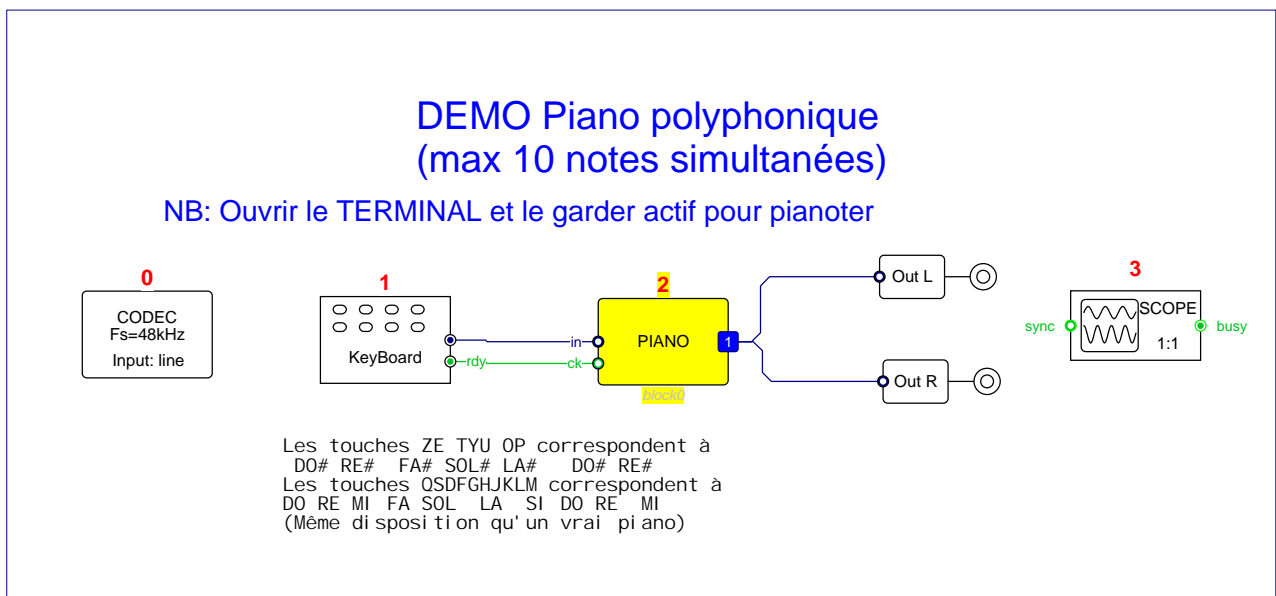 DEMO Piano polyphonique
(max 10 notes simultanées)
NB: Ouvrir le TERMINAL et le garder actif pour pianoter
0
CODEC
Fs=48kHz
Input: line
1
KeyBoard
rdy
2
in
ck
PIANO
1
block0
Out L
Out R
3
sync
SCOPE
1:1
busy
Les touches ZE TYU OP correspondent à
DO# RE# FA# SOL# LA# DO# RE#
Les touches QSDFGHJKLM correspondent à
DO RE MI FA SOL LA SI DO RE MI
(Même disposition qu'un vrai piano)